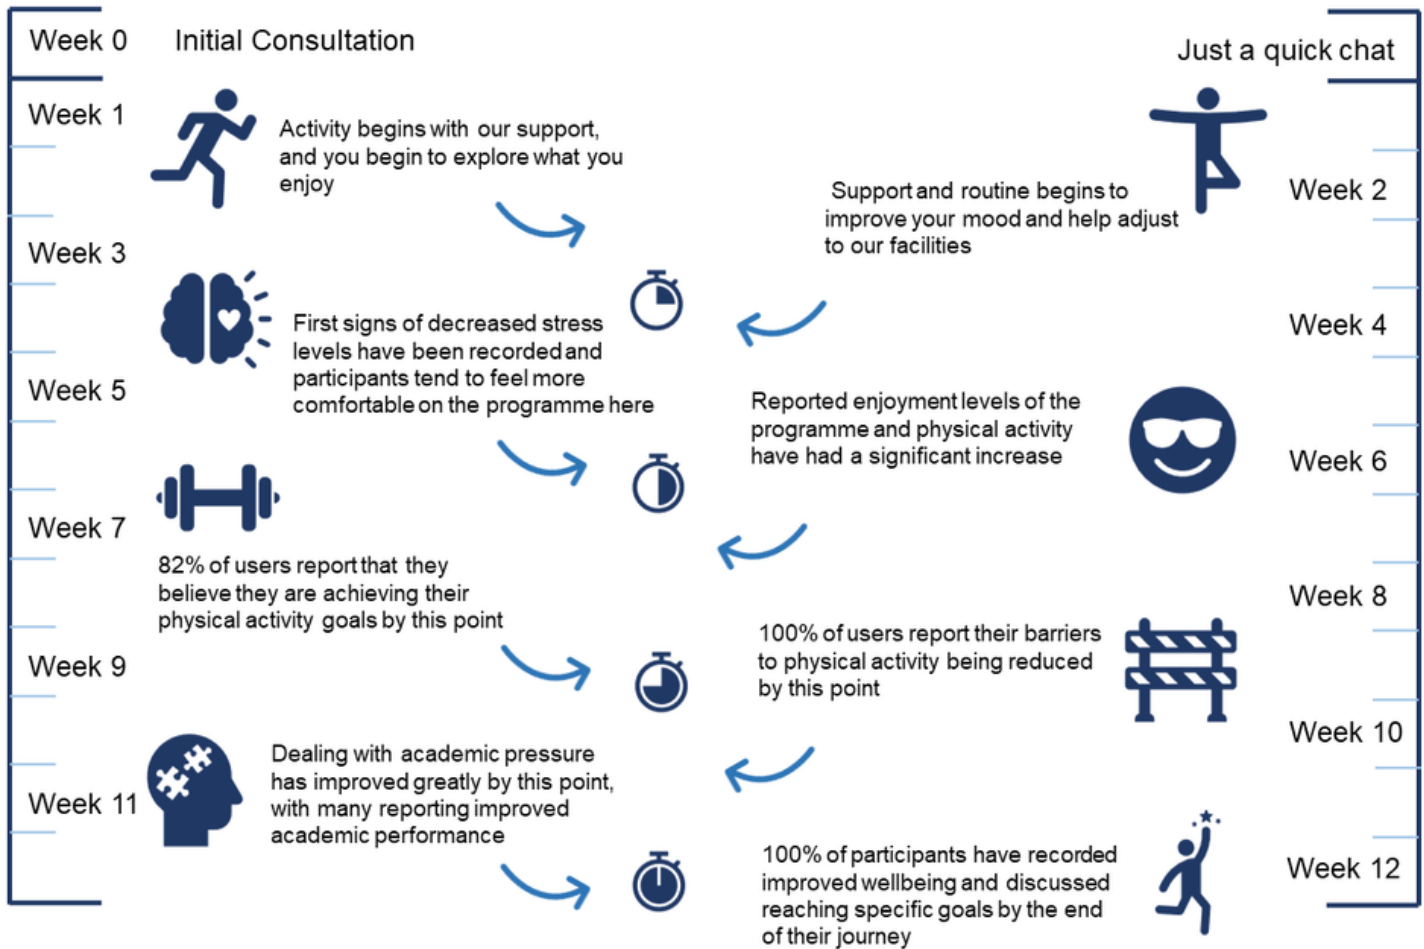 Week 0
Initial Consultation
Just a quick chat
Week 1
Activity begins with our support,
and you begin to explore what you
enjoy
Week 2
Support and routine begins to
improve your mood and help adjust
to our facilities
Week 3
First signs of decreased stress
levels have been recorded and
participants tend to feel more
comfortable on the programme here
Week 4
Week 5
Reported enjoyment levels of the
programme and physical activity
have had a significant increase
Week 6
Week 7
82% of users report that they
believe they are achieving their
physical activity goals by this point
Week 8
100% of users report their barriers
to physical activity being reduced
by this point
Week 9
Week 10
Dealing with academic pressure
has improved greatly by this point,
with many reporting improved
academic performance
Week 11
100% of participants have recorded
improved wellbeing and discussed
reaching specific goals by the end
of their journey
Week 12